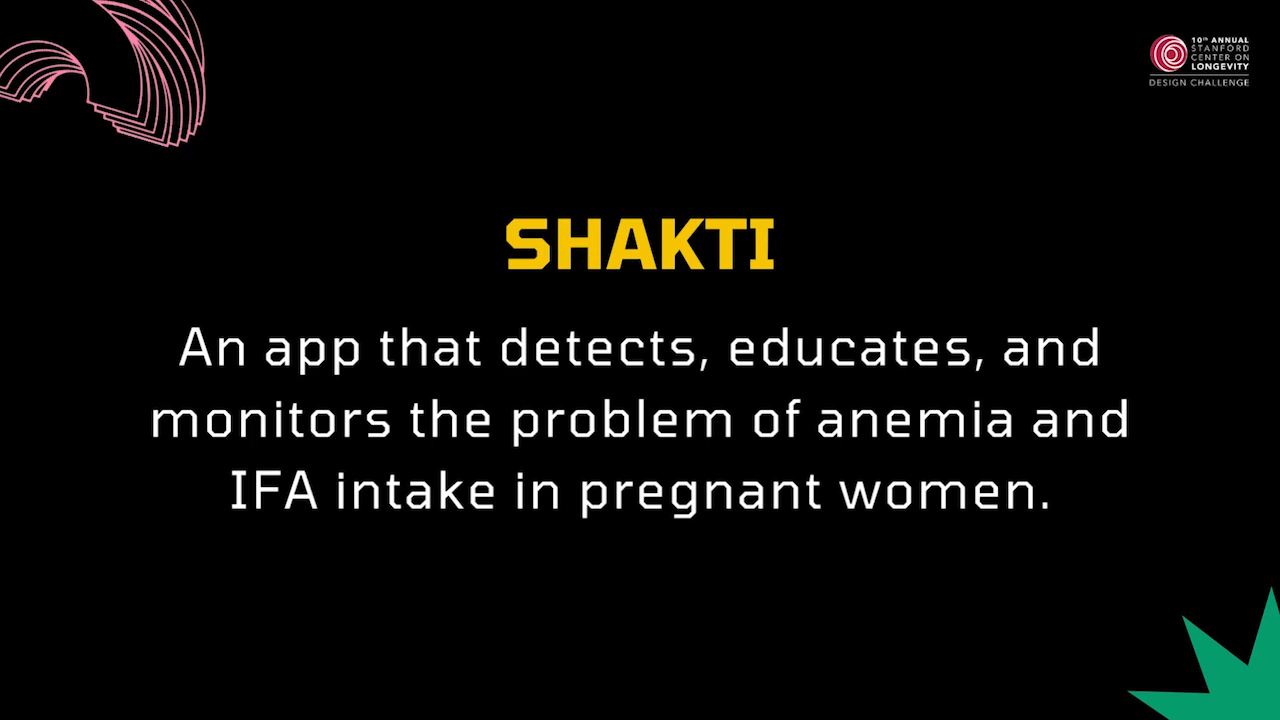 10th ANNUAL
STANFORD
CENTER ON
LONGEVITY
DESIGN CHALLENGE
SHAKTI
An app that detects, educates, and
monitors the problem of anemia and
IFA intake in pregnant women.